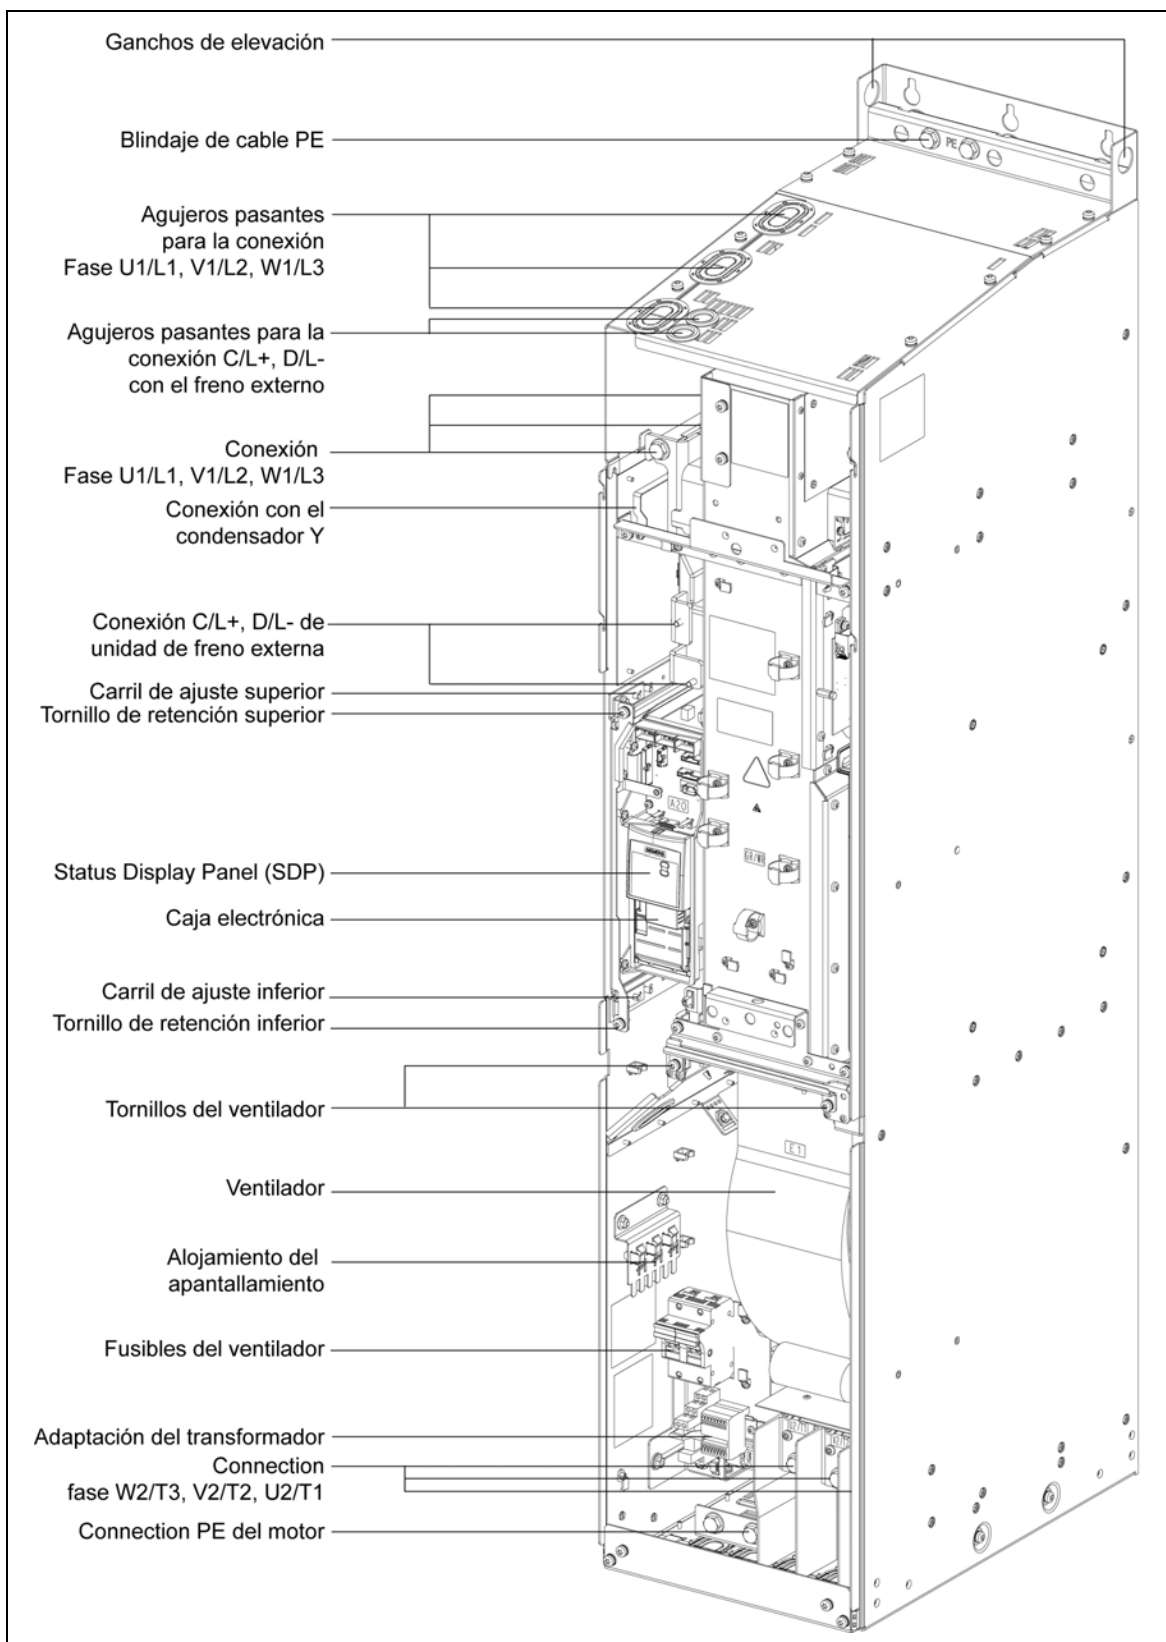 Ganchos de elevación
Blindaje de cable PE
PE
Agujeros pasantes
para la conexión
Fase U1/L1, V1/L2, W1/L3
Agujeros pasantes para la
conexión C/L+, D/L-
con el freno externo
Conexión
Fase U1/L1, V1/L2, W1/L3
Conexión con el
condensador Y
Conexión C/L+, D/L- de
unidad de freno externa
Carril de ajuste superior
Tornillo de retención superior
A20
SIEMENS
Status Display Panel (SDP)
Caja electrónica
Carril de ajuste inferior
Tornillo de retención inferior
Tornillos del ventilador
E1
Ventilador
Alojamiento del
apantallamiento
Fusibles del ventilador
Adaptación del transformador
Connection
fase W2/T3, V2/T2, U2/T1
Connection PE del motor